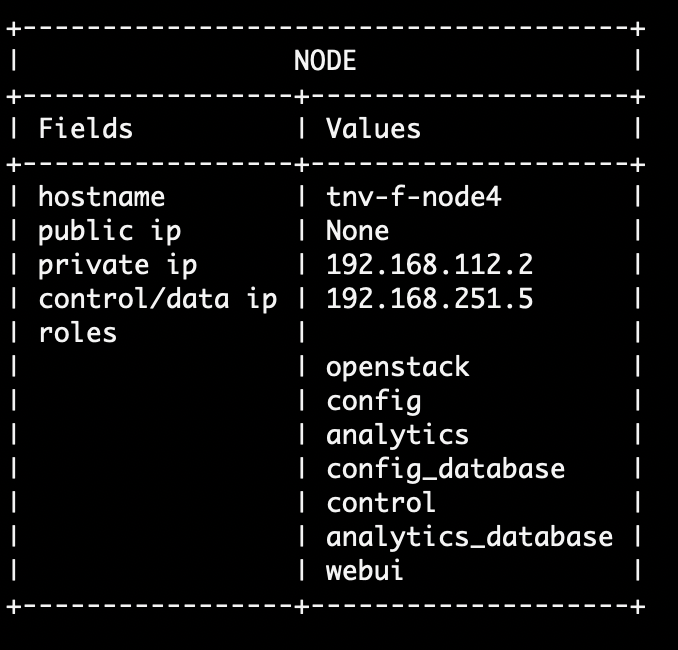 +--------------------------------------+
|                 NODE                 |
+-----------------+--------------------+
| Fields          | Values             |
+-----------------+--------------------+
| hostname        | tnv-f-node4        |
| public ip       | None               |
| private ip      | 192.168.112.2      |
| control/data ip | 192.168.251.5      |
| roles           |                    |
|                 | openstack          |
|                 | config             |
|                 | analytics          |
|                 | config_database    |
|                 | control            |
|                 | analytics_database |
|                 | webui              |
+-----------------+--------------------+